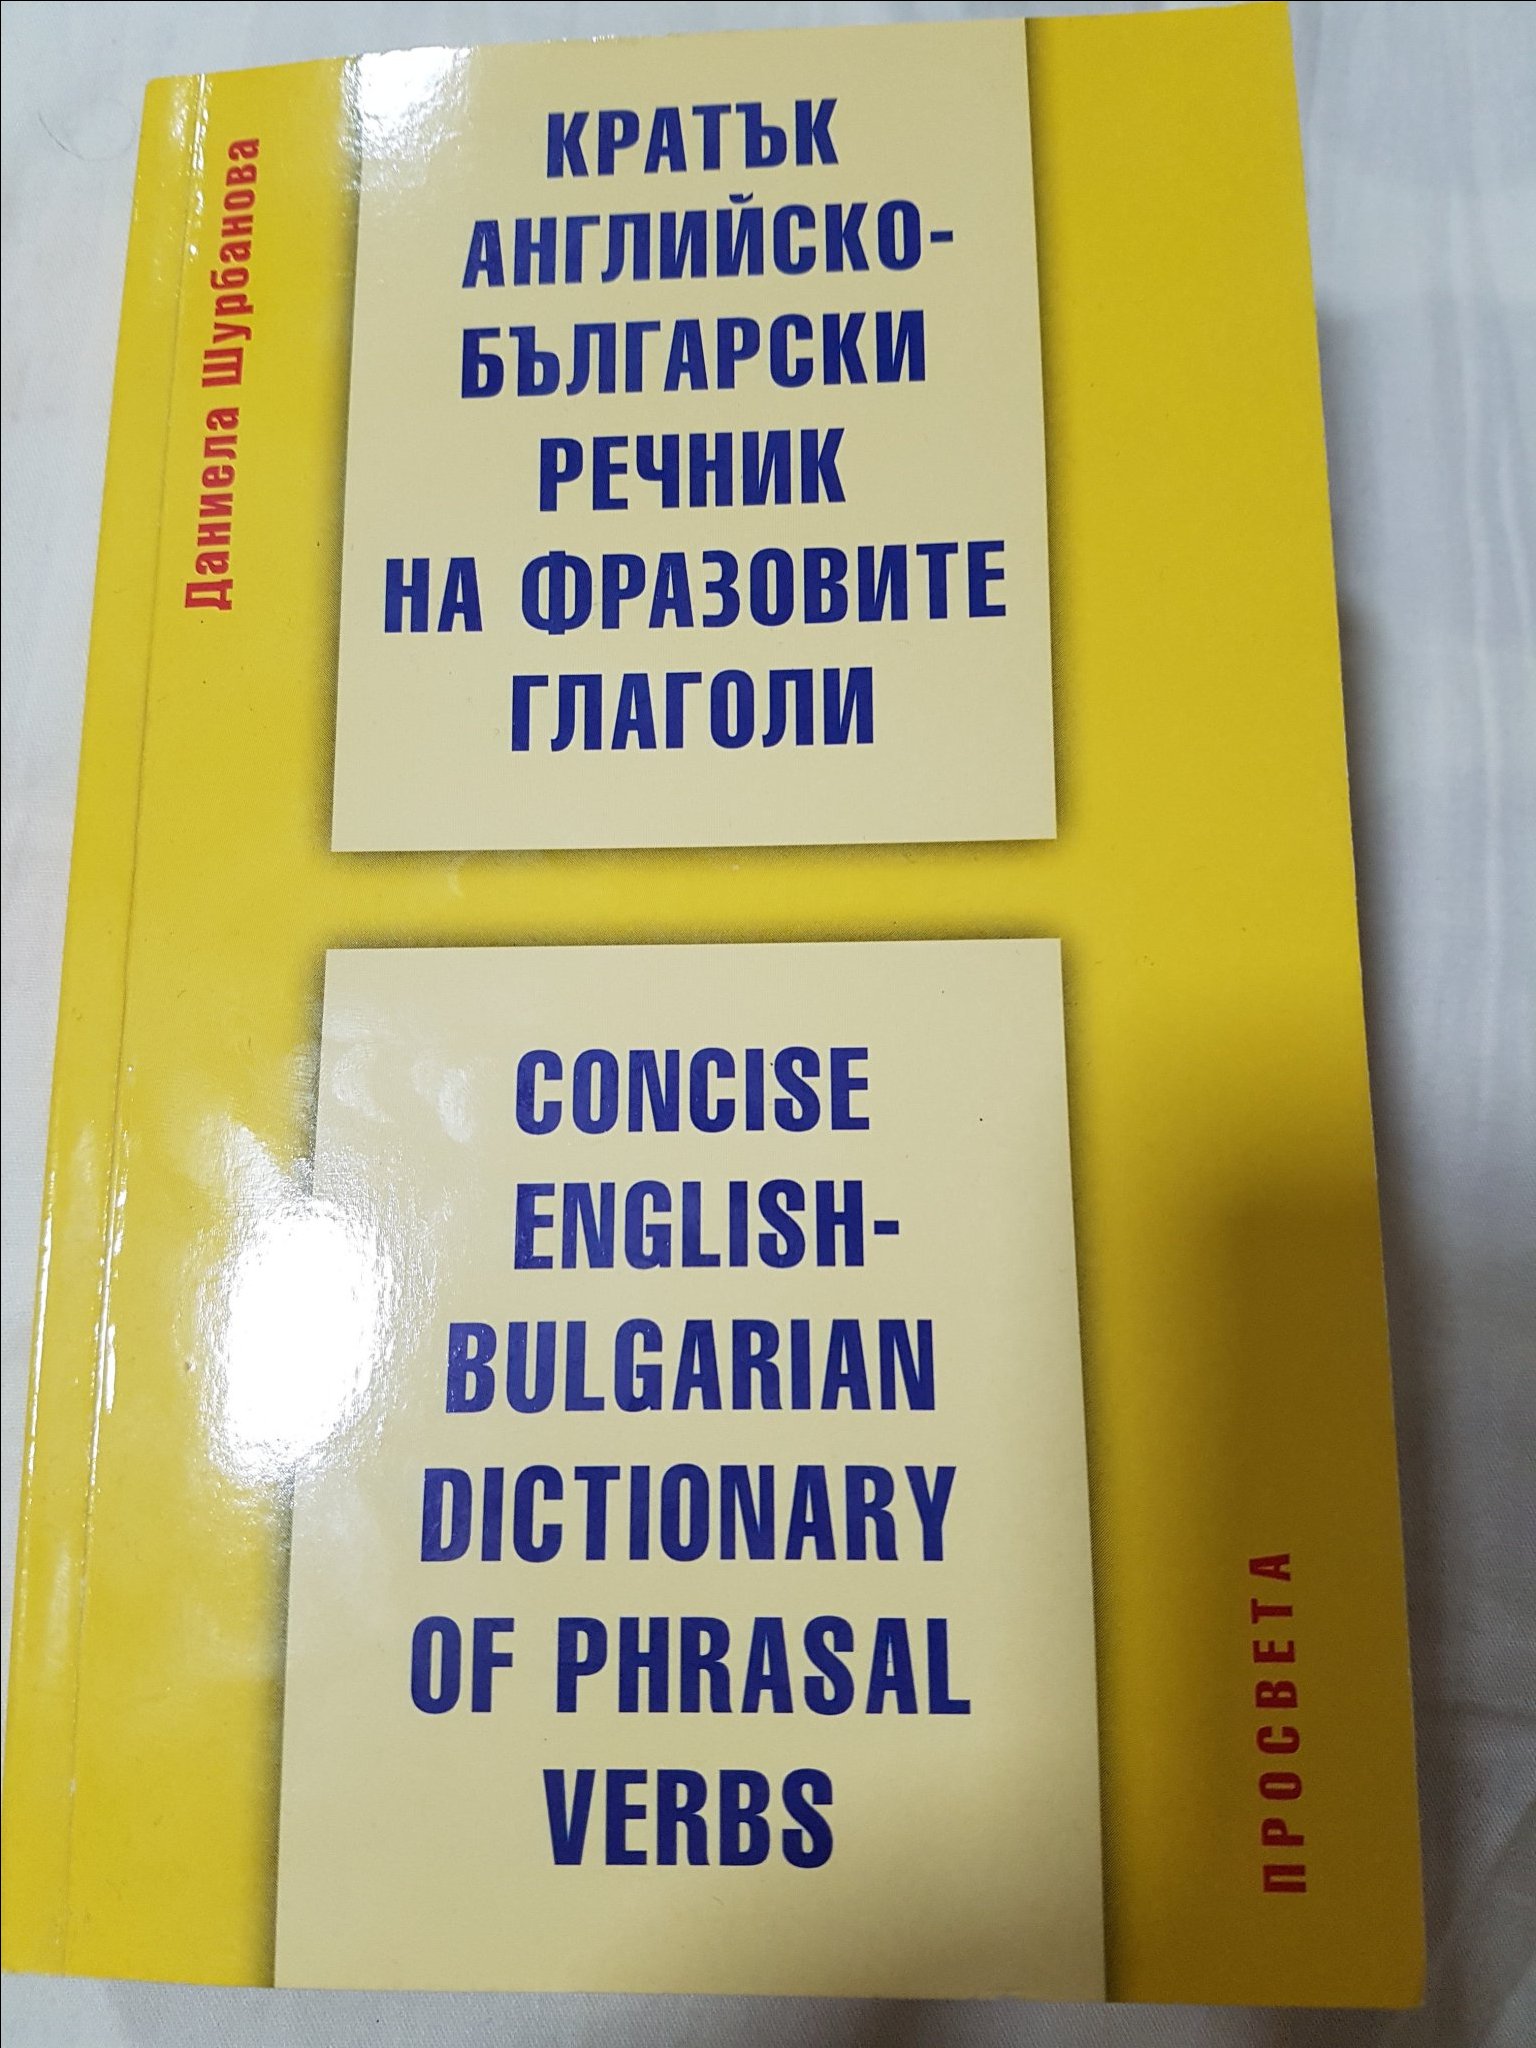 Даниела Шурбанова
КРАТЪК
АНГЛИЙСКО-
БЪЛГАРСКИ
РЕЧНИК
НА ФРАЗОВИТЕ
ГЛАГОЛИ
CONCISE
ENGLISH-
BULGARIAN
DICTIONARY
OF PHRASAL
VERBS
ПРОСВЕТА